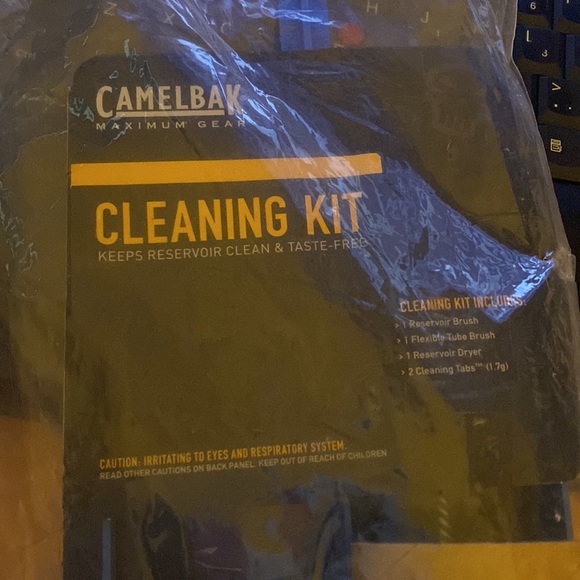 CAMELBAK
MAXIMUM GEAR
CLEANING KIT
KEEPS RESERVOIR CLEAN & TASTE-FREE
CLEANING KIT INCLUDES:
> 1 Reservoir Brush
> 1 Flexible Tube Brush
> 1 Reservoir Dryer
> 2 Cleaning Tabs™ (1.7g)
CAUTION: IRRITATING TO EYES AND RESPIRATORY SYSTEM.
READ OTHER CAUTIONS ON BACK PANEL. KEEP OUT OF REACH OF CHILDREN